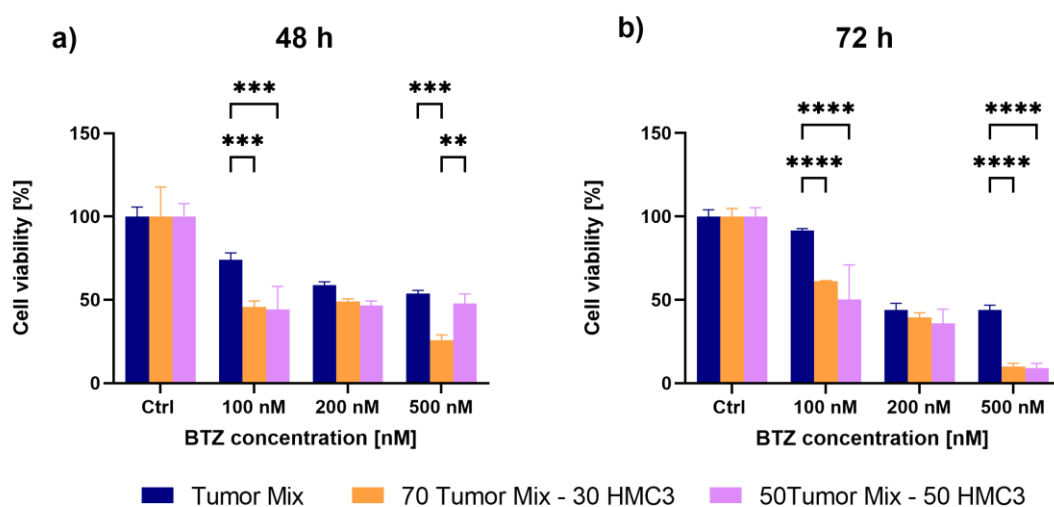 a)
48 h
***
***
***
**
Cell viability [%]
150
100
50
0
Ctrl
100 nM
200 nM
500 nM
BTZ concentration [nM]
b)
72 h
****
****
****
****
Cell viability [%]
150
100
50
0
Ctrl
100 nM
200 nM
500 nM
BTZ concentration [nM]
Tumor Mix
70 Tumor Mix - 30 HMC3
50Tumor Mix - 50 HMC3